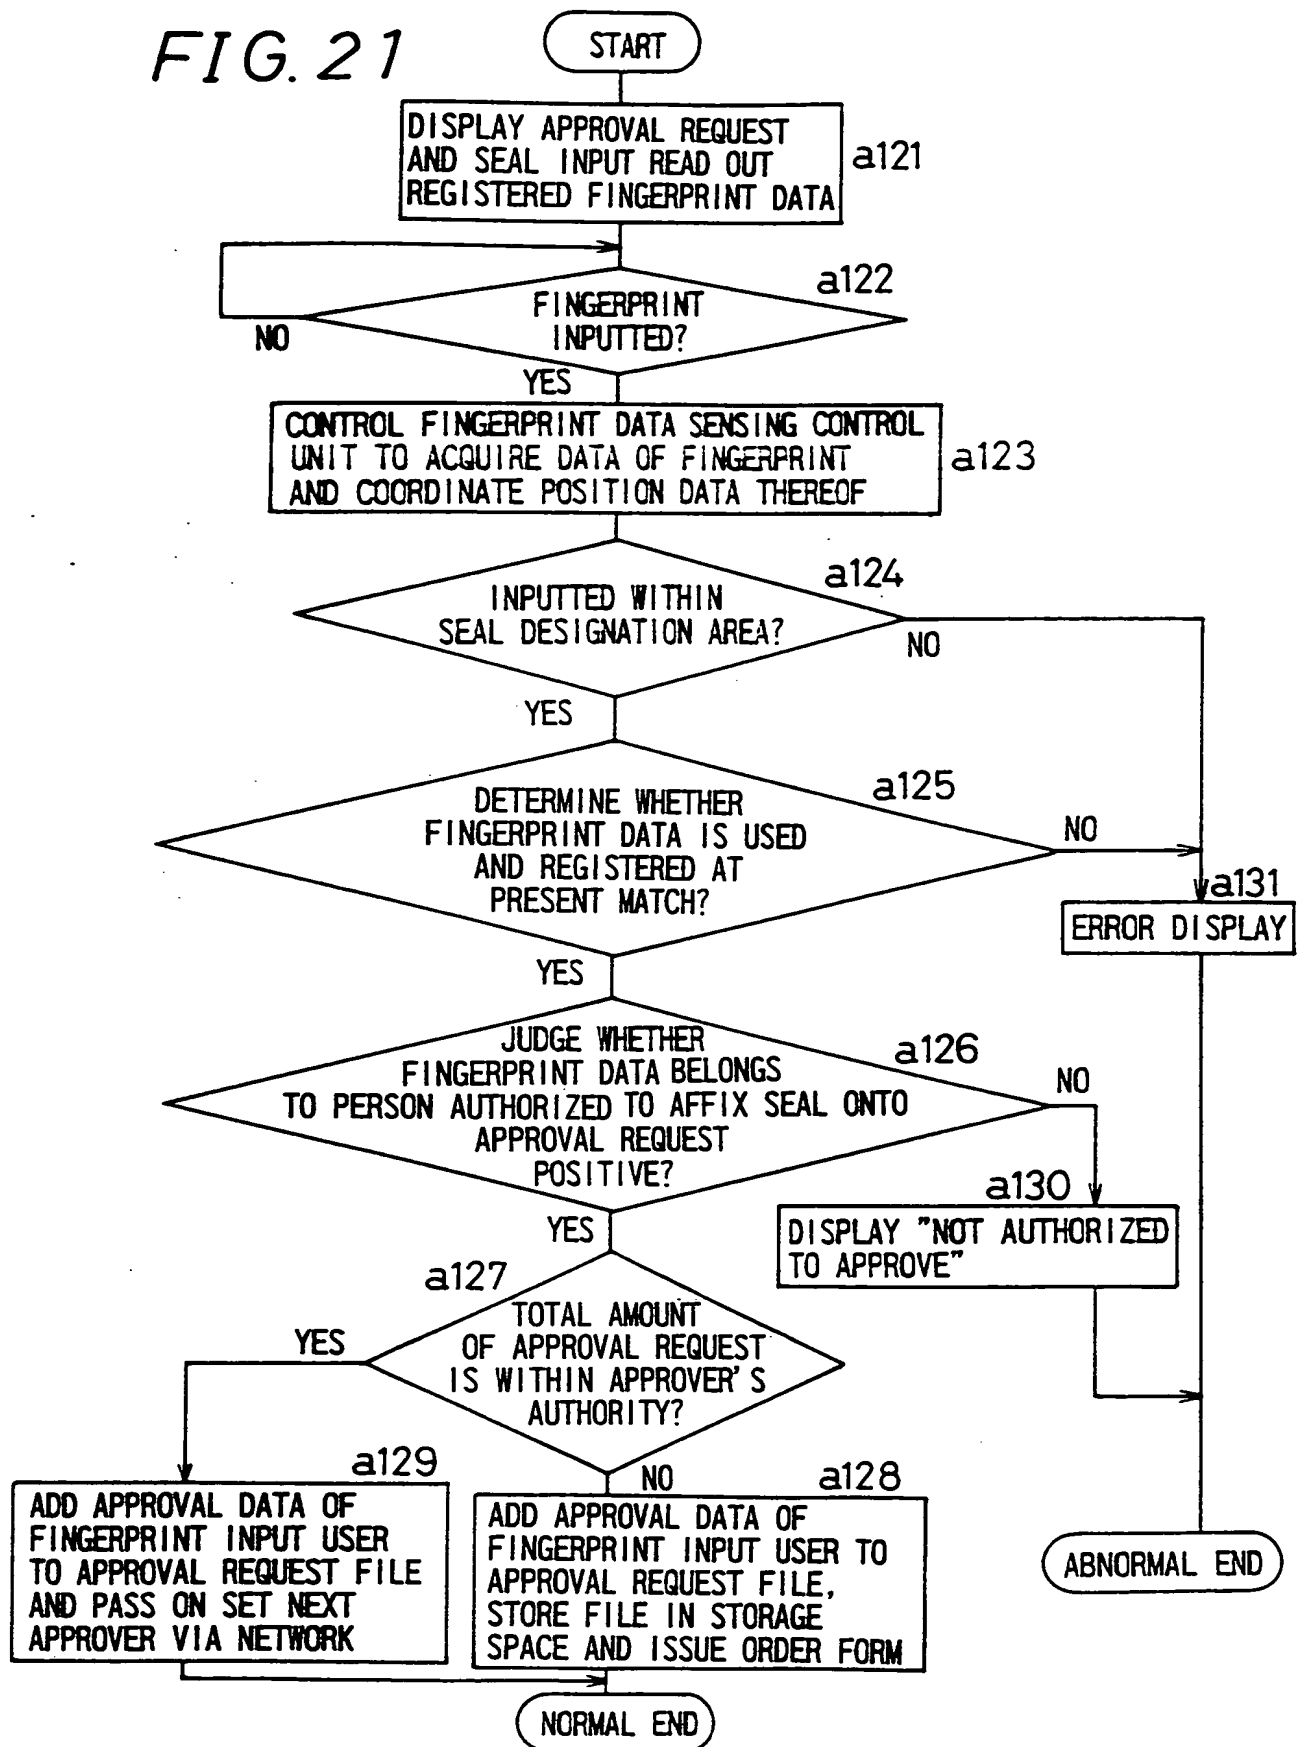 FIG. 21
START
DISPLAY APPROVAL REQUEST
AND SEAL INPUT READ OUT
REGISTERED FINGERPRINT DATA
a121
a122
FINGERPRINT
INPUTTED?
NO
YES
CONTROL FINGERPRINT DATA SENSING CONTROL
UNIT TO ACQUIRE DATA OF FINGERPRINT
AND COORDINATE POSITION DATA THEREOF
a123
a124
INPUTTED WITHIN
SEAL DESIGNATION AREA?
NO
YES
a125
DETERMINE WHETHER
FINGERPRINT DATA IS USED
AND REGISTERED AT
PRESENT MATCH?
NO
YES
a131
ERROR DISPLAY
JUDGE WHETHER
FINGERPRINT DATA BELONGS
TO PERSON AUTHORIZED TO AFFIX SEAL ONTO
APPROVAL REQUEST
POSITIVE?
a126
NO
YES
a130
DISPLAY "NOT AUTHORIZED
TO APPROVE"
a127
TOTAL AMOUNT
OF APPROVAL REQUEST
IS WITHIN APPROVER'S
AUTHORITY?
YES
NO
a129
ADD APPROVAL DATA OF
FINGERPRINT INPUT USER
TO APPROVAL REQUEST FILE
AND PASS ON SET NEXT
APPROVER VIA NETWORK
a128
ADD APPROVAL DATA OF
FINGERPRINT INPUT USER TO
APPROVAL REQUEST FILE,
STORE FILE IN STORAGE
SPACE AND ISSUE ORDER FORM
ABNORMAL END
NORMAL END